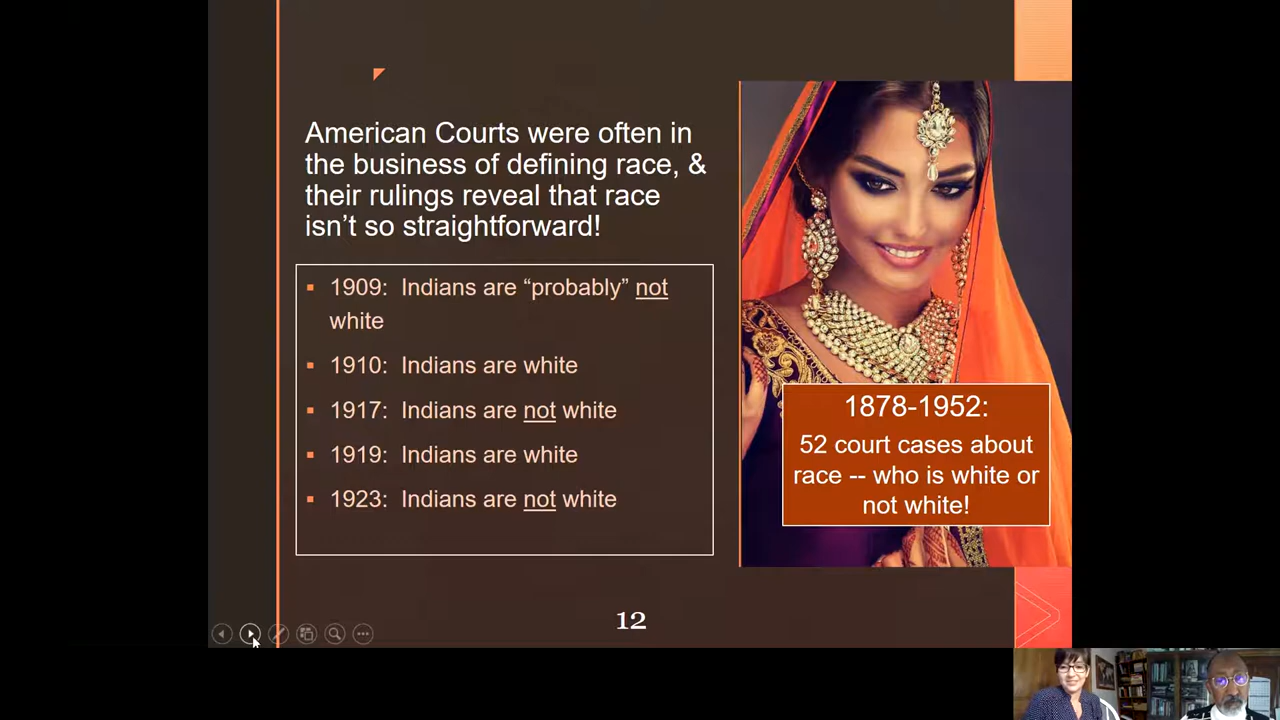 American Courts were often in
the business of defining race, &
their rulings reveal that race
isn't so straightforward!
▪ 1909: Indians are “probably” not
white
▪ 1910: Indians are white
▪ 1917: Indians are not white
▪ 1919: Indians are white
▪ 1923: Indians are not white
1878-1952:
52 court cases about
race -- who is white or
not white!
12